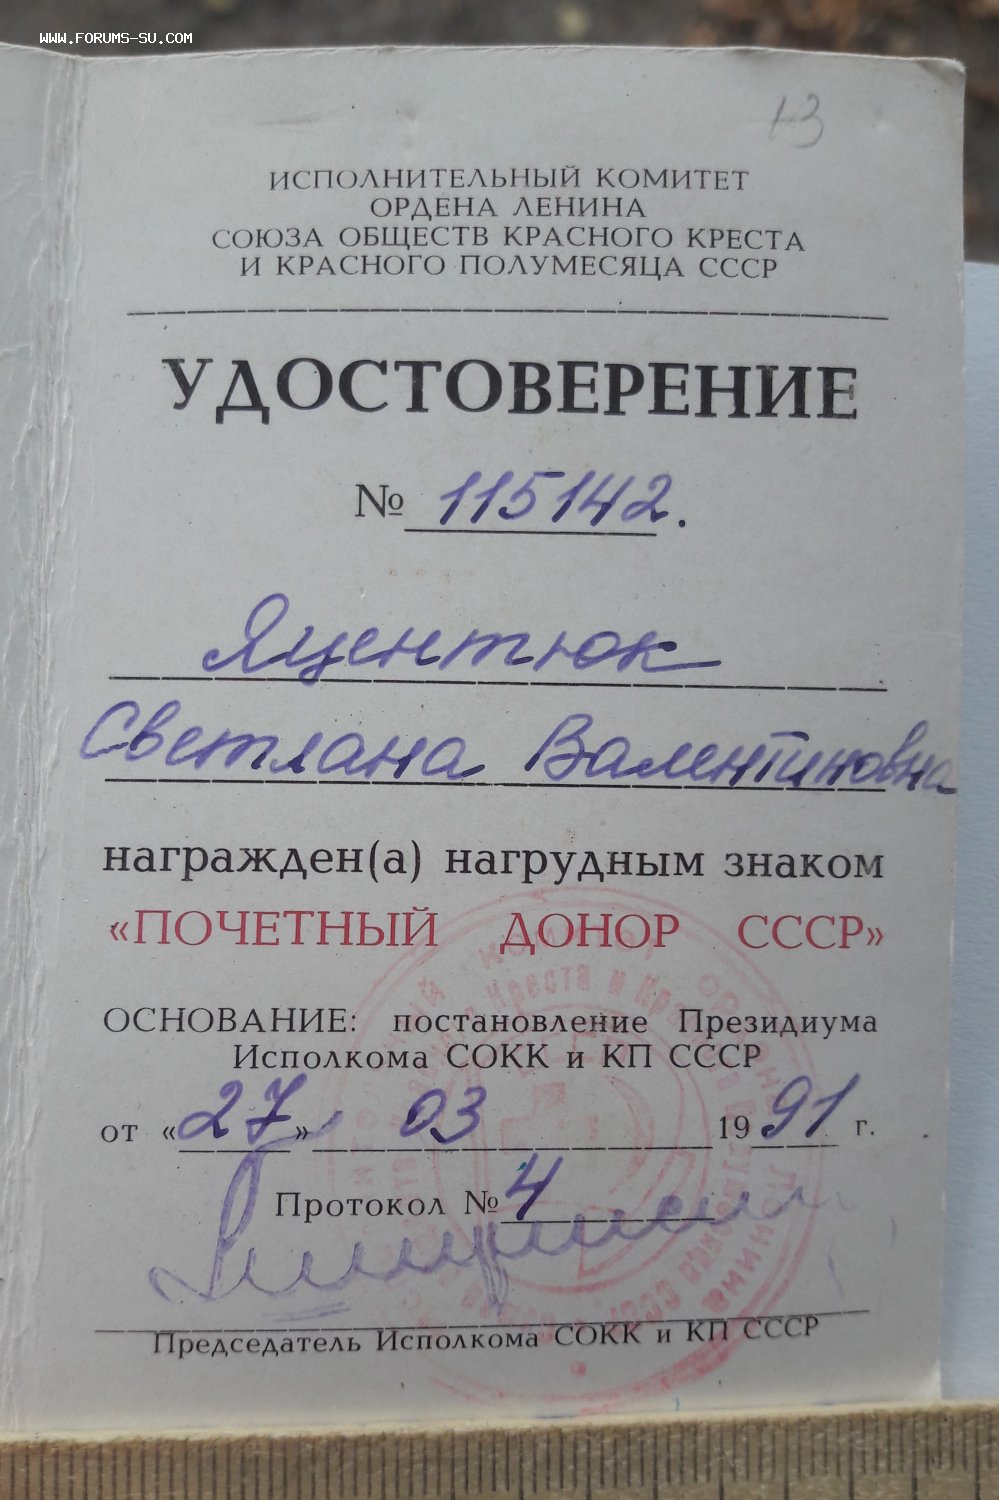 WWW.FORUMS-SU.COM
13
ИСПОЛНИТЕЛЬНЫЙ КОМИТЕТ
ОРДЕНА ЛЕНИНА
СОЮЗА ОБЩЕСТВ КРАСНОГО КРЕСТА
И КРАСНОГО ПОЛУМЕСЯЦА СССР
УДОСТОВЕРЕНИЕ
№ 115142.
Яцентюк
Светлана Валентиновна
награжден(а) нагрудным знаком
«ПОЧЕТНЫЙ ДОНОР СССР»
ОСНОВАНИЕ: постановление Президиума
Исполкома СОКК и КП СССР
от «27» 03 1991 г.
Протокол № 4
Председатель Исполкома СОКК и КП СССР